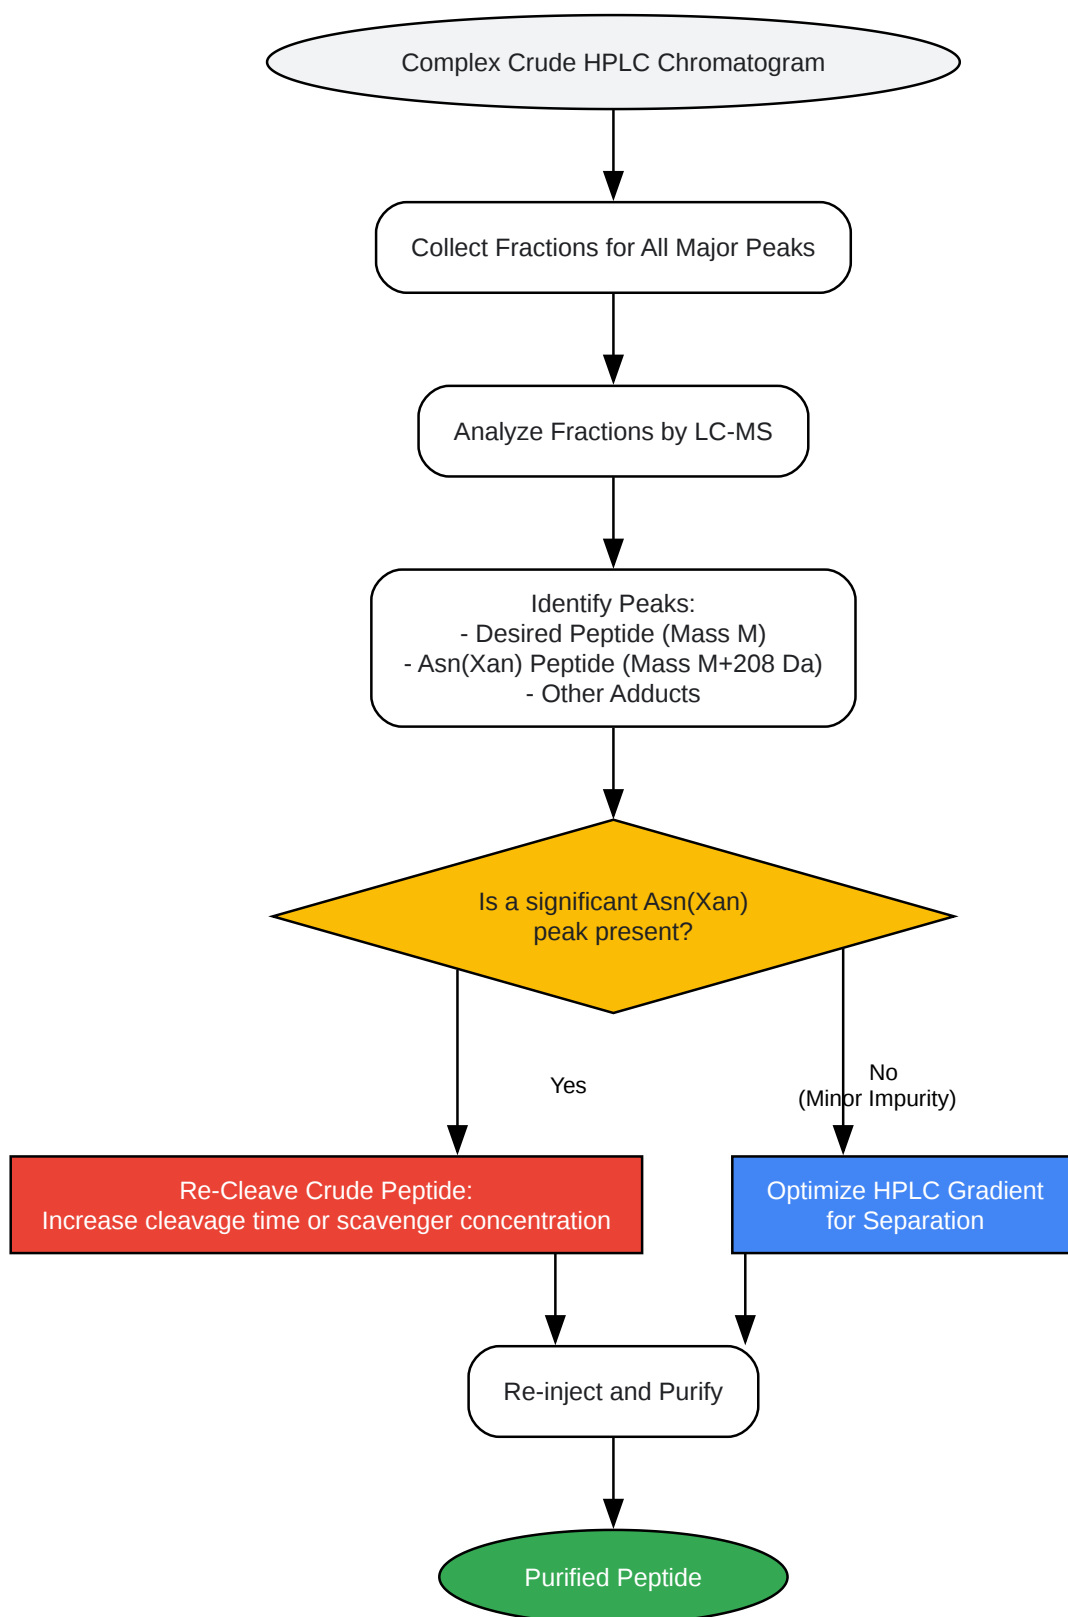 Complex Crude HPLC Chromatogram
Collect Fractions for All Major Peaks
Analyze Fractions by LC-MS
Identify Peaks:
- Desired Peptide (Mass M)
- Asn(Xan) Peptide (Mass M+208 Da)
- Other Adducts
Is a significant Asn(Xan)
peak present?
Yes
No
(Minor Impurity)
Re-Cleave Crude Peptide:
Increase cleavage time or scavenger concentration
Optimize HPLC Gradient
for Separation
Re-inject and Purify
Purified Peptide